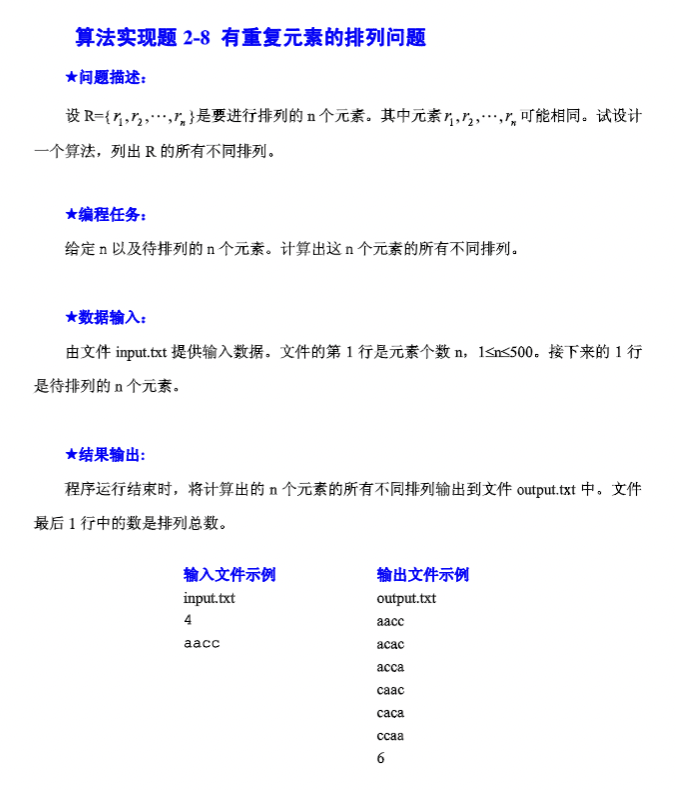 算法实现题 2-8 有重复元素的排列问题
★问题描述：
设 R={r₁,r₂,⋯,rₙ}是要进行排列的 n 个元素。其中元素r₁,r₂,⋯,rₙ可能相同。试设计
一个算法，列出 R 的所有不同排列。
★编程任务：
给定 n 以及待排列的 n 个元素。计算出这 n 个元素的所有不同排列。
★数据输入：
由文件 input.txt 提供输入数据。文件的第 1 行是元素个数 n，1≤n≤500。接下来的 1 行
是待排列的 n 个元素。
★结果输出:
程序运行结束时，将计算出的 n 个元素的所有不同排列输出到文件 output.txt 中。文件
最后 1 行中的数是排列总数。
输入文件示例 输出文件示例
input.txt output.txt
4 aacc
aacc acac
acca
caac
caca
ccaa
6